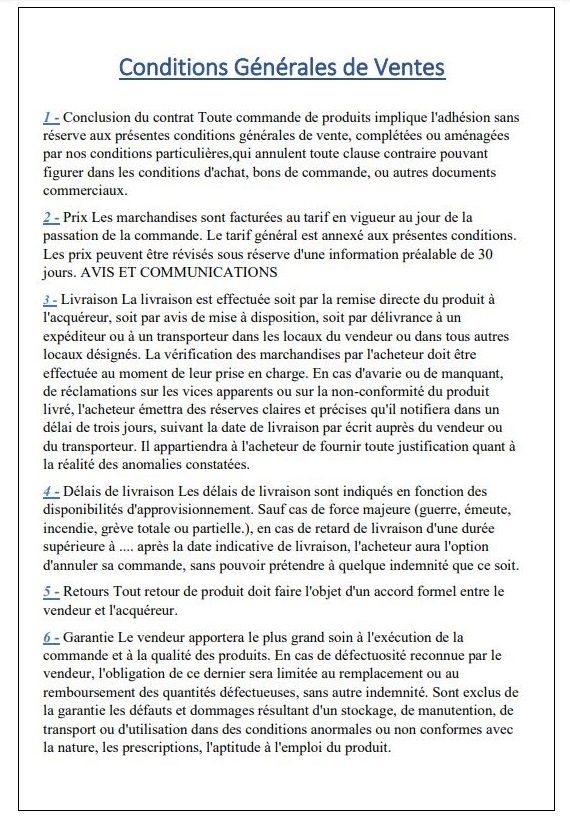 Conditions Générales de Ventes
1 - Conclusion du contrat Toute commande de produits implique l'adhésion sans
réserve aux présentes conditions générales de vente, complétées ou aménagées
par nos conditions particulières,qui annulent toute clause contraire pouvant
figurer dans les conditions d'achat, bons de commande, ou autres documents
commerciaux.
2 - Prix Les marchandises sont facturées au tarif en vigueur au jour de la
passation de la commande. Le tarif général est annexé aux présentes conditions.
Les prix peuvent être révisés sous réserve d'une information préalable de 30
jours. AVIS ET COMMUNICATIONS
3 - Livraison La livraison est effectuée soit par la remise directe du produit à
l'acquéreur, soit par avis de mise à disposition, soit par délivrance à un
expéditeur ou à un transporteur dans les locaux du vendeur ou dans tous autres
locaux désignés. La vérification des marchandises par l'acheteur doit être
effectuée au moment de leur prise en charge. En cas d'avarie ou de manquant,
de réclamations sur les vices apparents ou sur la non-conformité du produit
livré, l'acheteur émettra des réserves claires et précises qu'il notifiera dans un
délai de trois jours, suivant la date de livraison par écrit auprès du vendeur ou
du transporteur. Il appartiendra à l'acheteur de fournir toute justification quant à
la réalité des anomalies constatées.
4 - Délais de livraison Les délais de livraison sont indiqués en fonction des
disponibilités d'approvisionnement. Sauf cas de force majeure (guerre, émeute,
incendie, grève totale ou partielle.), en cas de retard de livraison d'une durée
supérieure à .... après la date indicative de livraison, l'acheteur aura l'option
d'annuler sa commande, sans pouvoir prétendre à quelque indemnité que ce soit.
5 - Retours Tout retour de produit doit faire l'objet d'un accord formel entre le
vendeur et l'acquéreur.
6 - Garantie Le vendeur apportera le plus grand soin à l'exécution de la
commande et à la qualité des produits. En cas de défectuosité reconnue par le
vendeur, l'obligation de ce dernier sera limitée au remplacement ou au
remboursement des quantités défectueuses, sans autre indemnité. Sont exclus de
la garantie les défauts et dommages résultant d'un stockage, de manutention, de
transport ou d'utilisation dans des conditions anormales ou non conformes avec
la nature, les prescriptions, l'aptitude à l'emploi du produit.